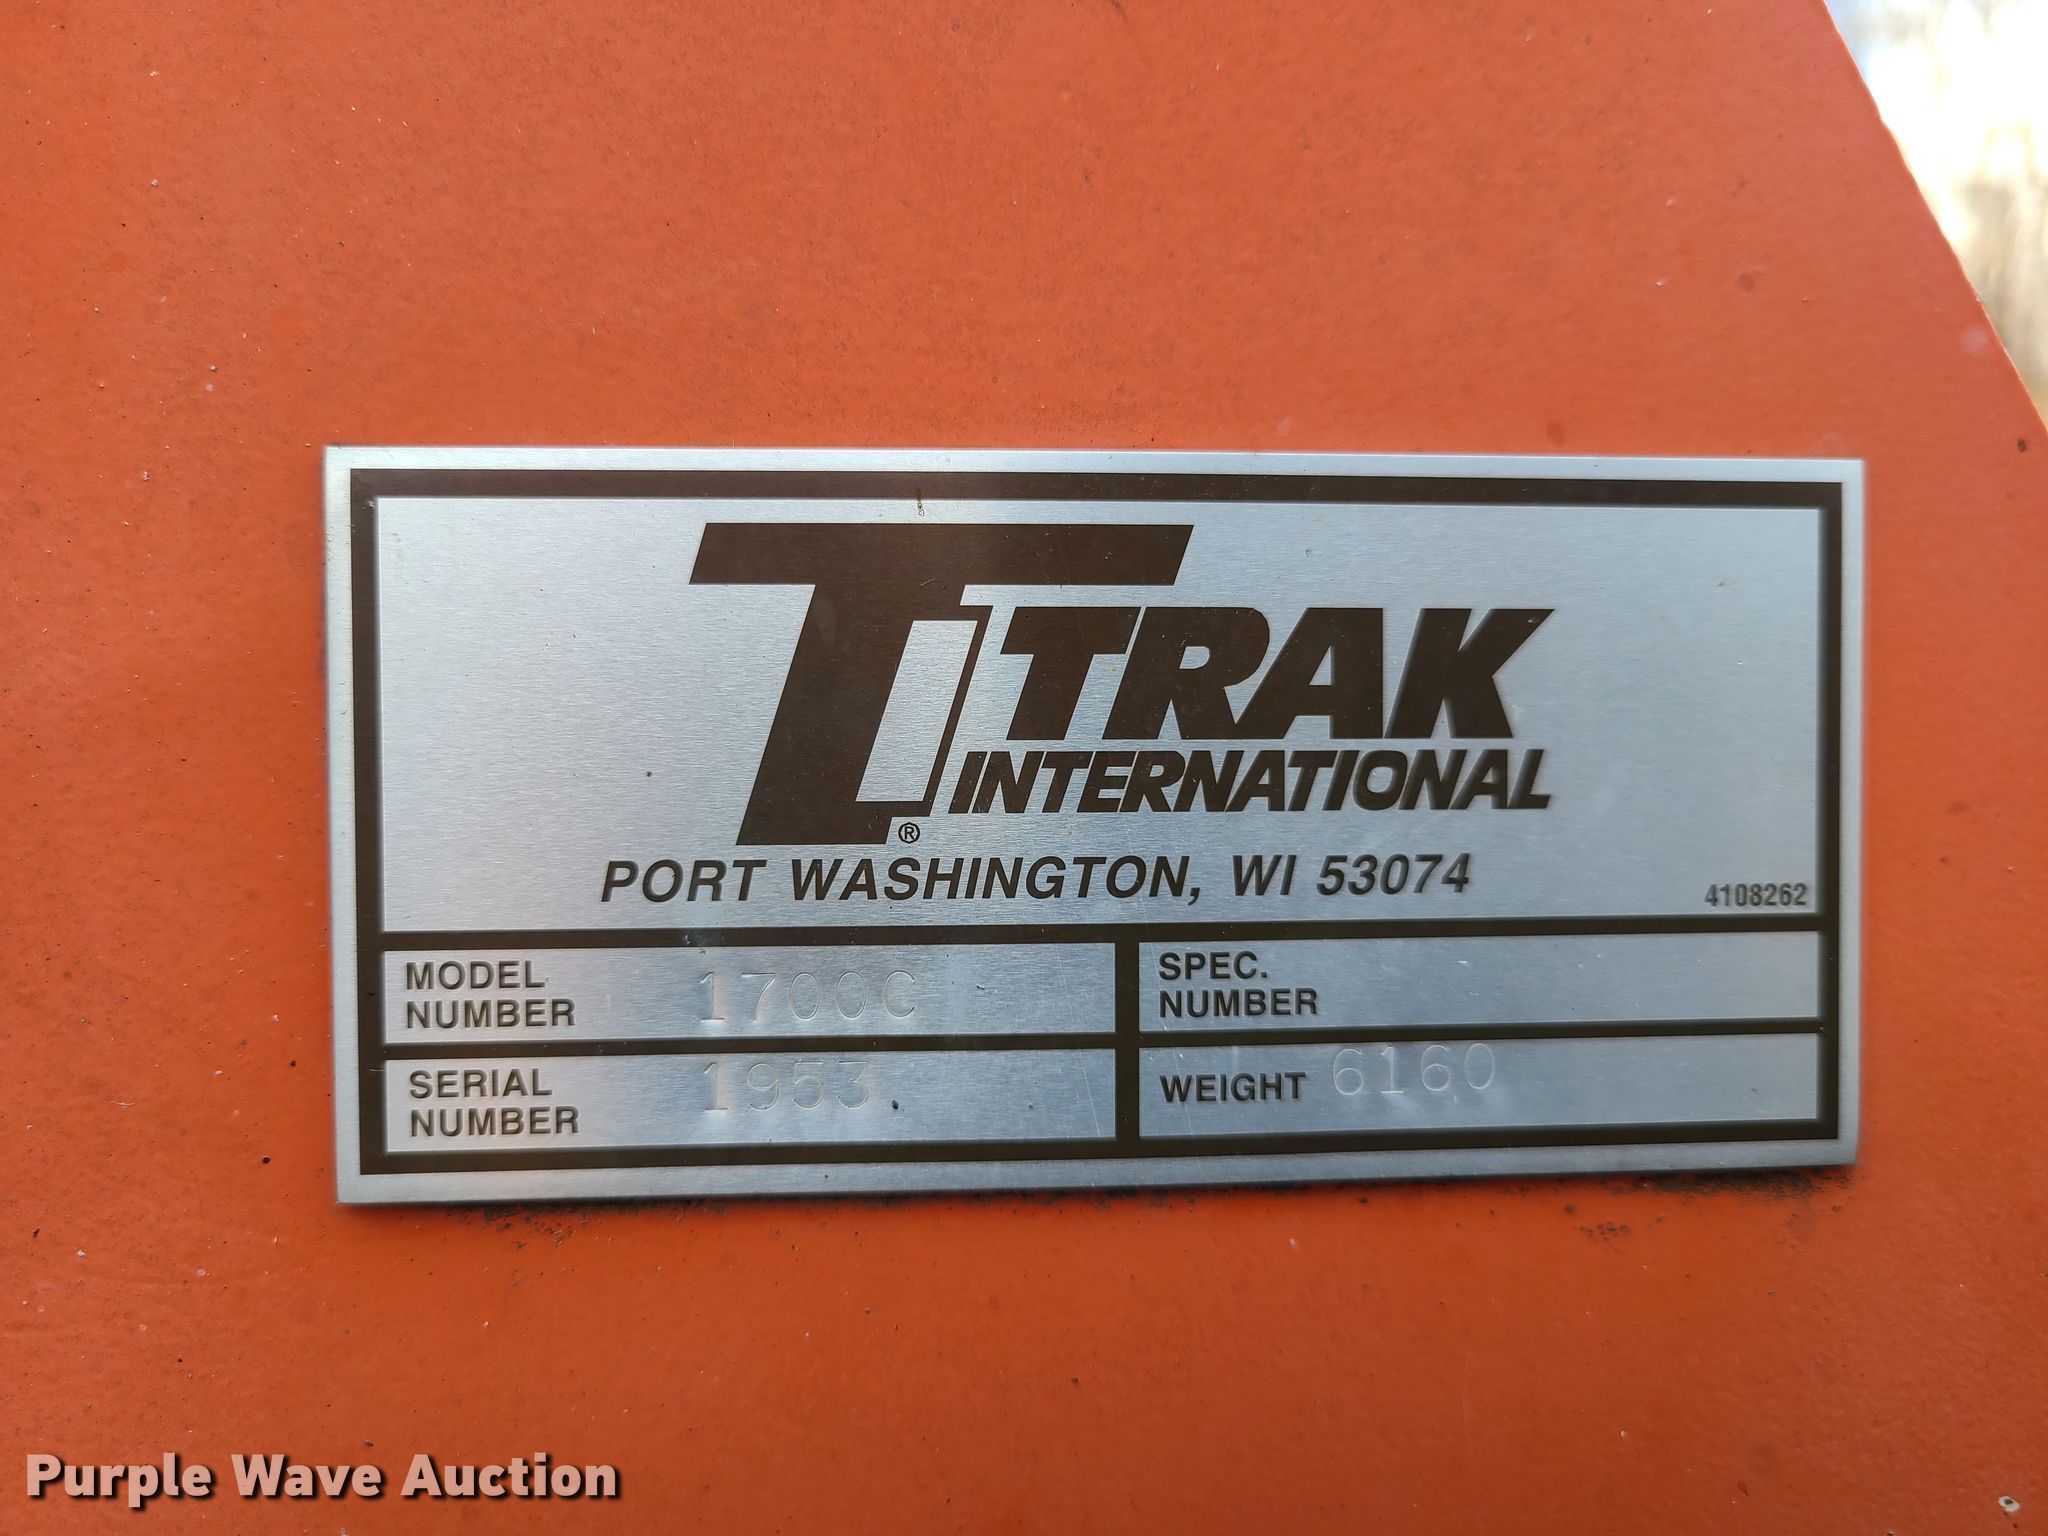 TRAK
INTERNATIONAL
®
PORT WASHINGTON, WI 53074
4108262
MODEL NUMBER 1700C
SPEC. NUMBER
SERIAL NUMBER 1953
WEIGHT 6160
Purple Wave Auction